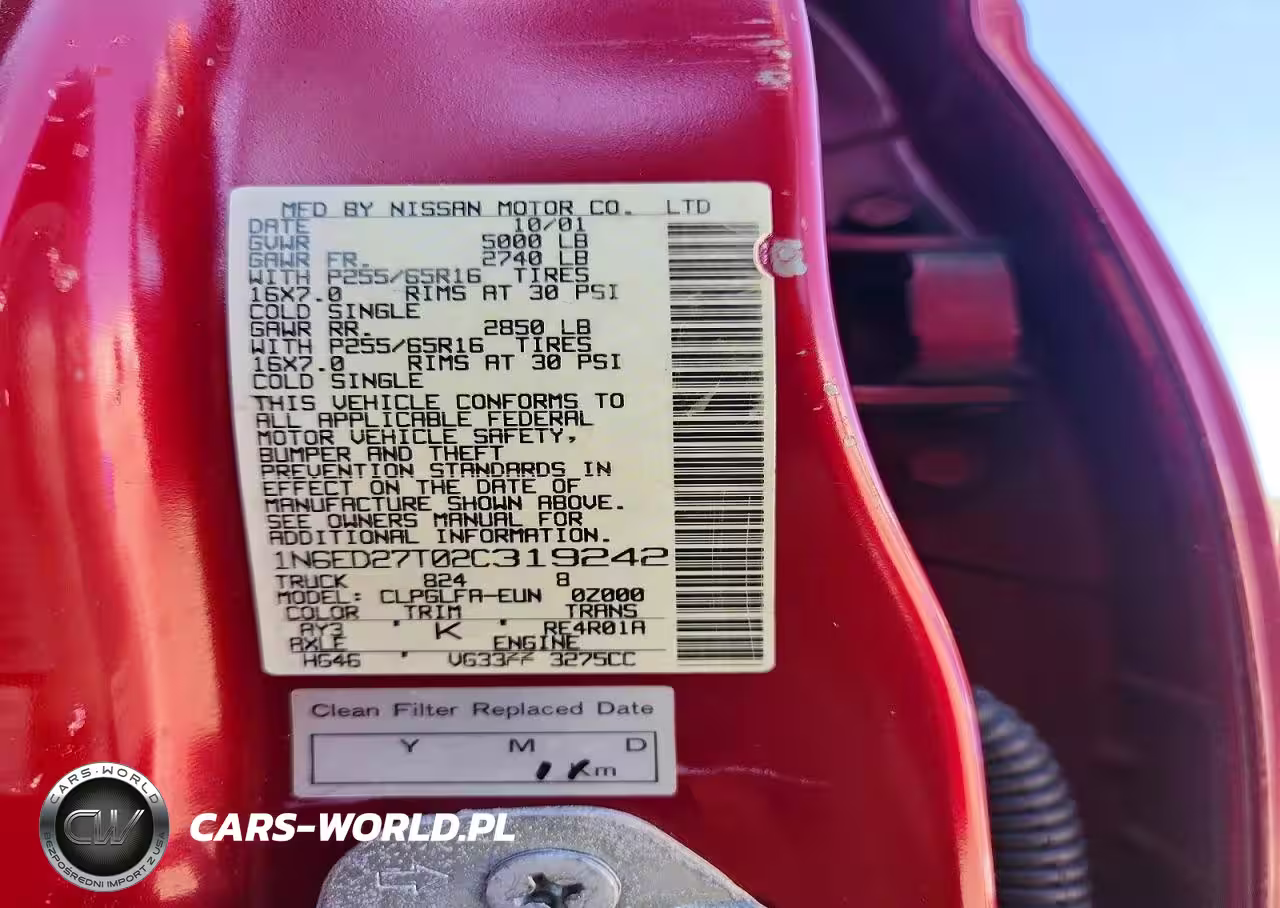 MFD BY NISSAN MOTOR CO. LTD
DATE 10/01
GVWR 5000 LB
GAWR FR. 2740 LB
WITH P255/65R16 TIRES
16X7.0 RIMS AT 30 PSI
COLD SINGLE
GAWR RR. 2850 LB
WITH P255/65R16 TIRES
16X7.0 RIMS AT 30 PSI
COLD SINGLE
THIS VEHICLE CONFORMS TO
ALL APPLICABLE FEDERAL
MOTOR VEHICLE SAFETY,
BUMPER AND THEFT
PREVENTION STANDARDS IN
EFFECT ON THE DATE OF
MANUFACTURE SHOWN ABOVE.
SEE OWNERS MANUAL FOR
ADDITIONAL INFORMATION.
1N6ED27T02C319242
TRUCK 824 8
MODEL: CLPGLFA-EUN 0Z000
COLOR TRIM TRANS
AY3 ' K ' RE4R01A
AXLE ENGINE
HG46 ' VG33 3275CC
Clean Filter Replaced Date
Y M D
Km
CARS-WORLD
CW
BEZPOŚREDNI IMPORT Z USA
CARS-WORLD.PL